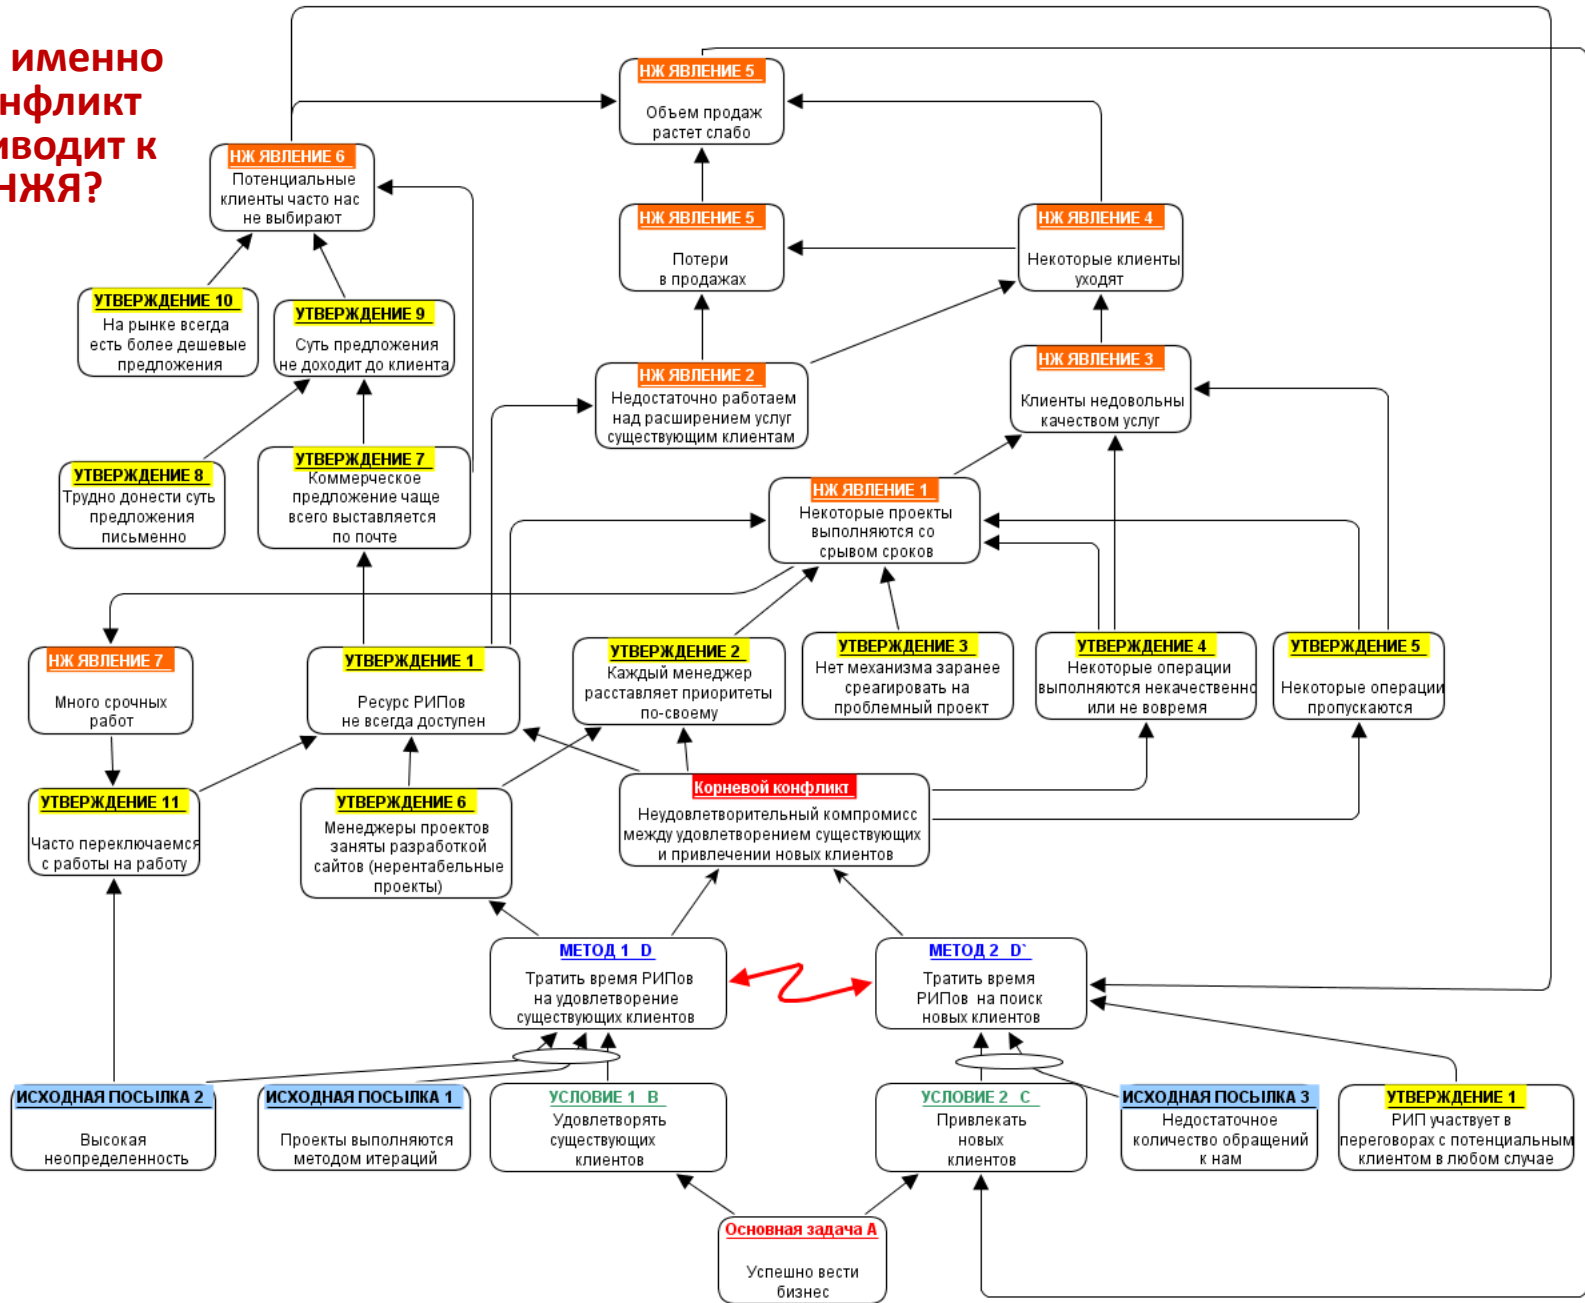 именно
нфликт
иводит к
НЖЯ?
НЖ ЯВЛЕНИЕ 5
Объем продаж
растет слабо
НЖ ЯВЛЕНИЕ 6
Потенциальные
клиенты часто нас
не выбирают
НЖ ЯВЛЕНИЕ 5
Потери
в продажах
НЖ ЯВЛЕНИЕ 4
Некоторые клиенты
уходят
УТВЕРЖДЕНИЕ 10
На рынке всегда
есть более дешевые
предложения
УТВЕРЖДЕНИЕ 9
Суть предложения
не доходит до клиента
НЖ ЯВЛЕНИЕ 2
Недостаточно работаем
над расширением услуг
существующим клиентам
НЖ ЯВЛЕНИЕ 3
Клиенты недовольны
качеством услуг
УТВЕРЖДЕНИЕ 8
Трудно донести суть
предложения
письменно
УТВЕРЖДЕНИЕ 7
Коммерческое
предложение чаще
всего выставляется
по почте
НЖ ЯВЛЕНИЕ 1
Некоторые проекты
выполняются со
срывом сроков
НЖ ЯВЛЕНИЕ 7
Много срочных
работ
УТВЕРЖДЕНИЕ 1
Ресурс РИПов
не всегда доступен
УТВЕРЖДЕНИЕ 2
Каждый менеджер
расставляет приоритеты
по-своему
УТВЕРЖДЕНИЕ 3
Нет механизма заранее
среагировать на
проблемный проект
УТВЕРЖДЕНИЕ 4
Некоторые операции
выполняются некачественно
или не вовремя
УТВЕРЖДЕНИЕ 5
Некоторые операции
пропускаются
УТВЕРЖДЕНИЕ 11
Часто переключаемся
с работы на работу
УТВЕРЖДЕНИЕ 6
Менеджеры проектов
заняты разработкой
сайтов (нерентабельные
проекты)
Корневой конфликт
Неудовлетворительный компромисс
между удовлетворением существующих
и привлечении новых клиентов
МЕТОД 1 D
Тратить время РИПов
на удовлетворение
существующих клиентов
МЕТОД 2 D`
Тратить время
РИПов на поиск
новых клиентов
ИСХОДНАЯ ПОСЫЛКА 2
Высокая
неопределенность
ИСХОДНАЯ ПОСЫЛКА 1
Проекты выполняются
методом итераций
УСЛОВИЕ 1 B
Удовлетворять
существующих
клиентов
УСЛОВИЕ 2 C
Привлекать
новых
клиентов
ИСХОДНАЯ ПОСЫЛКА 3
Недостаточное
количество обращений
к нам
УТВЕРЖДЕНИЕ 1
РИП участвует в
переговорах с потенциальным
клиентом в любом случае
Основная задача А
Успешно вести
бизнес